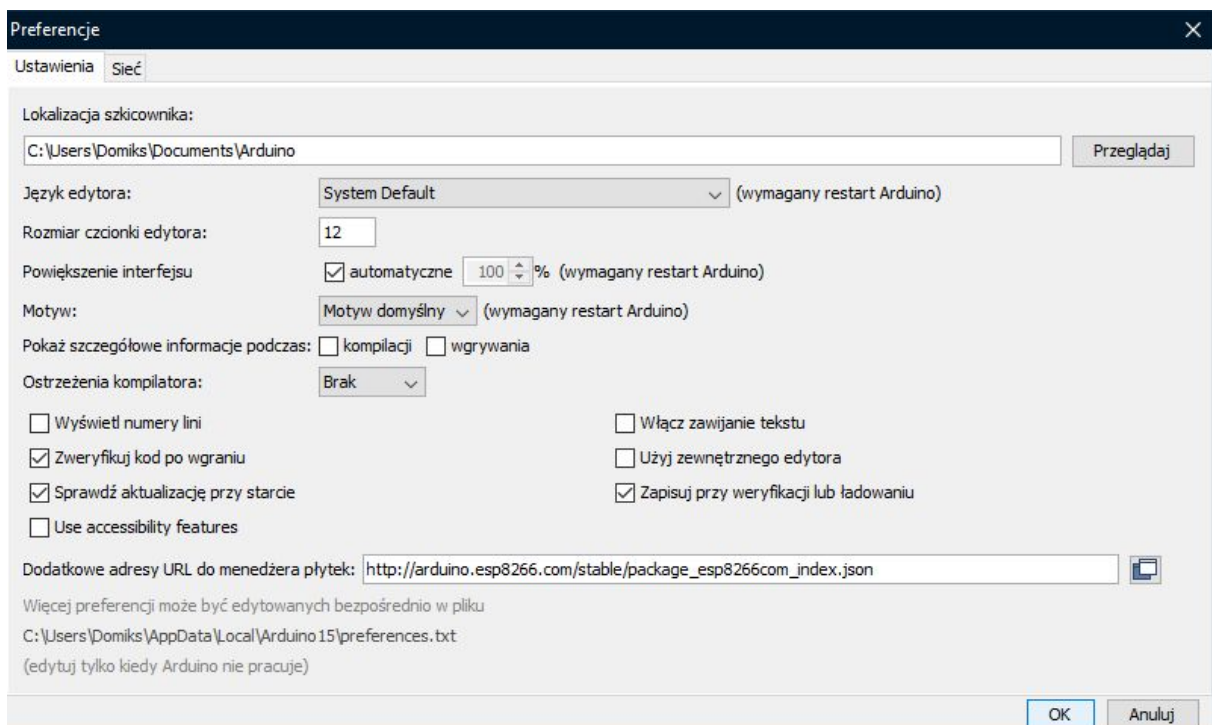 Preferencje
Ustawienia Sieć
Lokalizacja szkicownika:
C:\Users\Domiks\Documents\Arduino Przeglądaj
Język edytora: System Default (wymagany restart Arduino)
Rozmiar czcionki edytora: 12
Powiększenie interfejsu automatyczne 100 % (wymagany restart Arduino)
Motyw: Motyw domyślny (wymagany restart Arduino)
Pokaż szczegółowe informacje podczas: kompilacji wgrywania
Ostrzeżenia kompilatora: Brak
Wyświetl numery lini Włącz zawijanie tekstu
Zweryfikuj kod po wgraniu Użyj zewnętrznego edytora
Sprawdź aktualizację przy starcie Zapisuj przy weryfikacji lub ładowaniu
Use accessibility features
Dodatkowe adresy URL do menedżera płytek: http://arduino.esp8266.com/stable/package_esp8266com_index.json
Więcej preferencji może być edytowanych bezpośrednio w pliku
C:\Users\Domiks\AppData\Local\Arduino15\preferences.txt
(edytuj tylko kiedy Arduino nie pracuje)
OK Anuluj